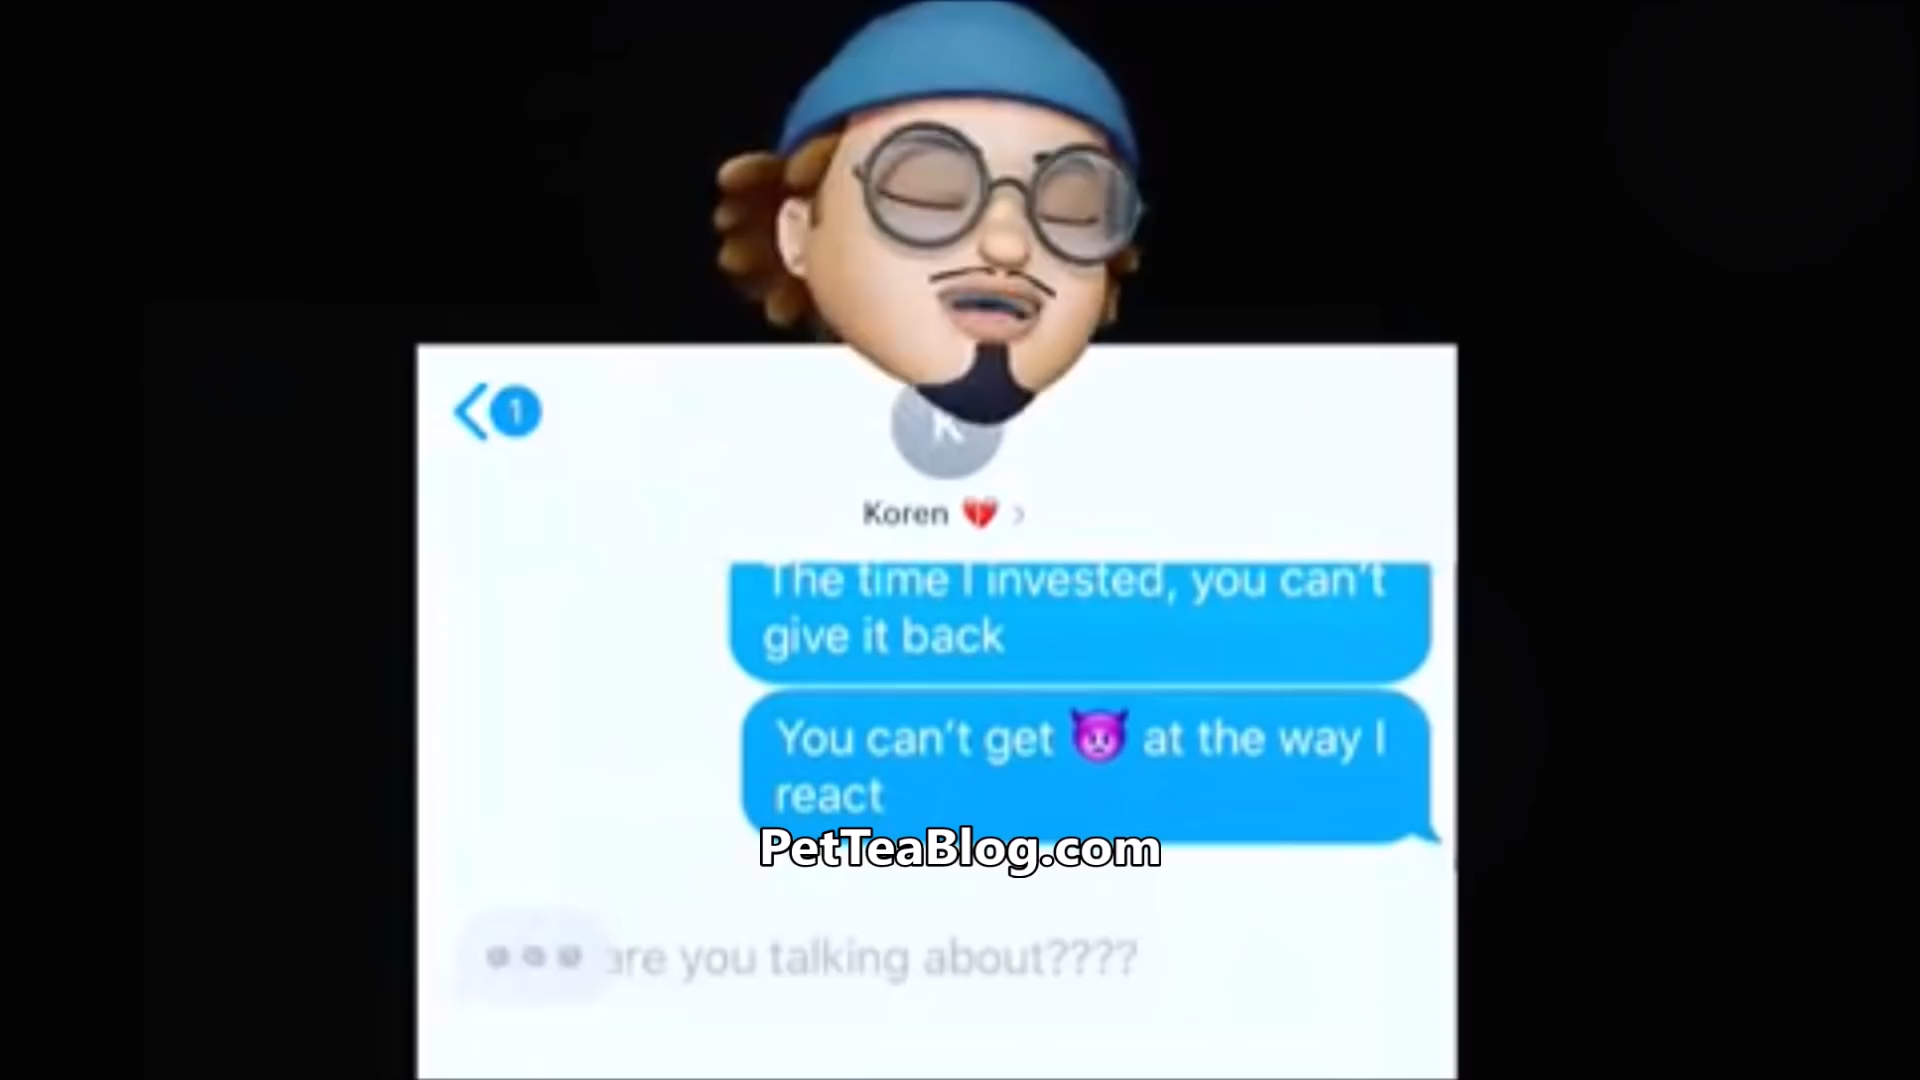 1
K
Koren 💔 >
The time I invested, you can't
give it back
You can't get 👿 at the way I
react
PetTeaBlog.com
are you talking about????